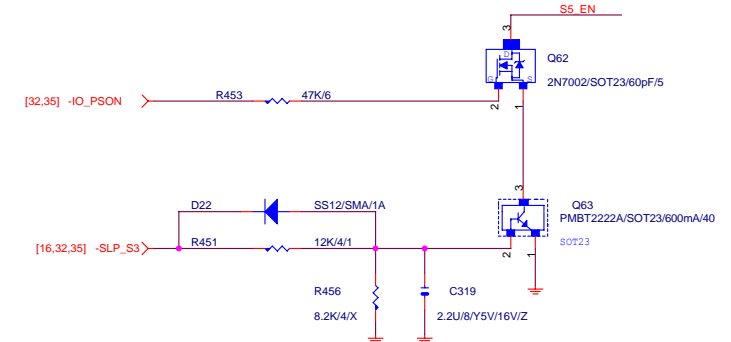 S5_EN
3
D
Q62
G
S
2N7002/SOT23/60pF/5
[32,35] -IO_PSON
R453
47K/6
2
1
3
Q63
PMBT2222A/SOT23/600mA/40
SOT23
D22
SS12/SMA/1A
[16,32,35] -SLP_S3
R451
12K/4/1
2
1
R456
C319
8.2K/4/X
2.2U/8/Y5V/16V/Z